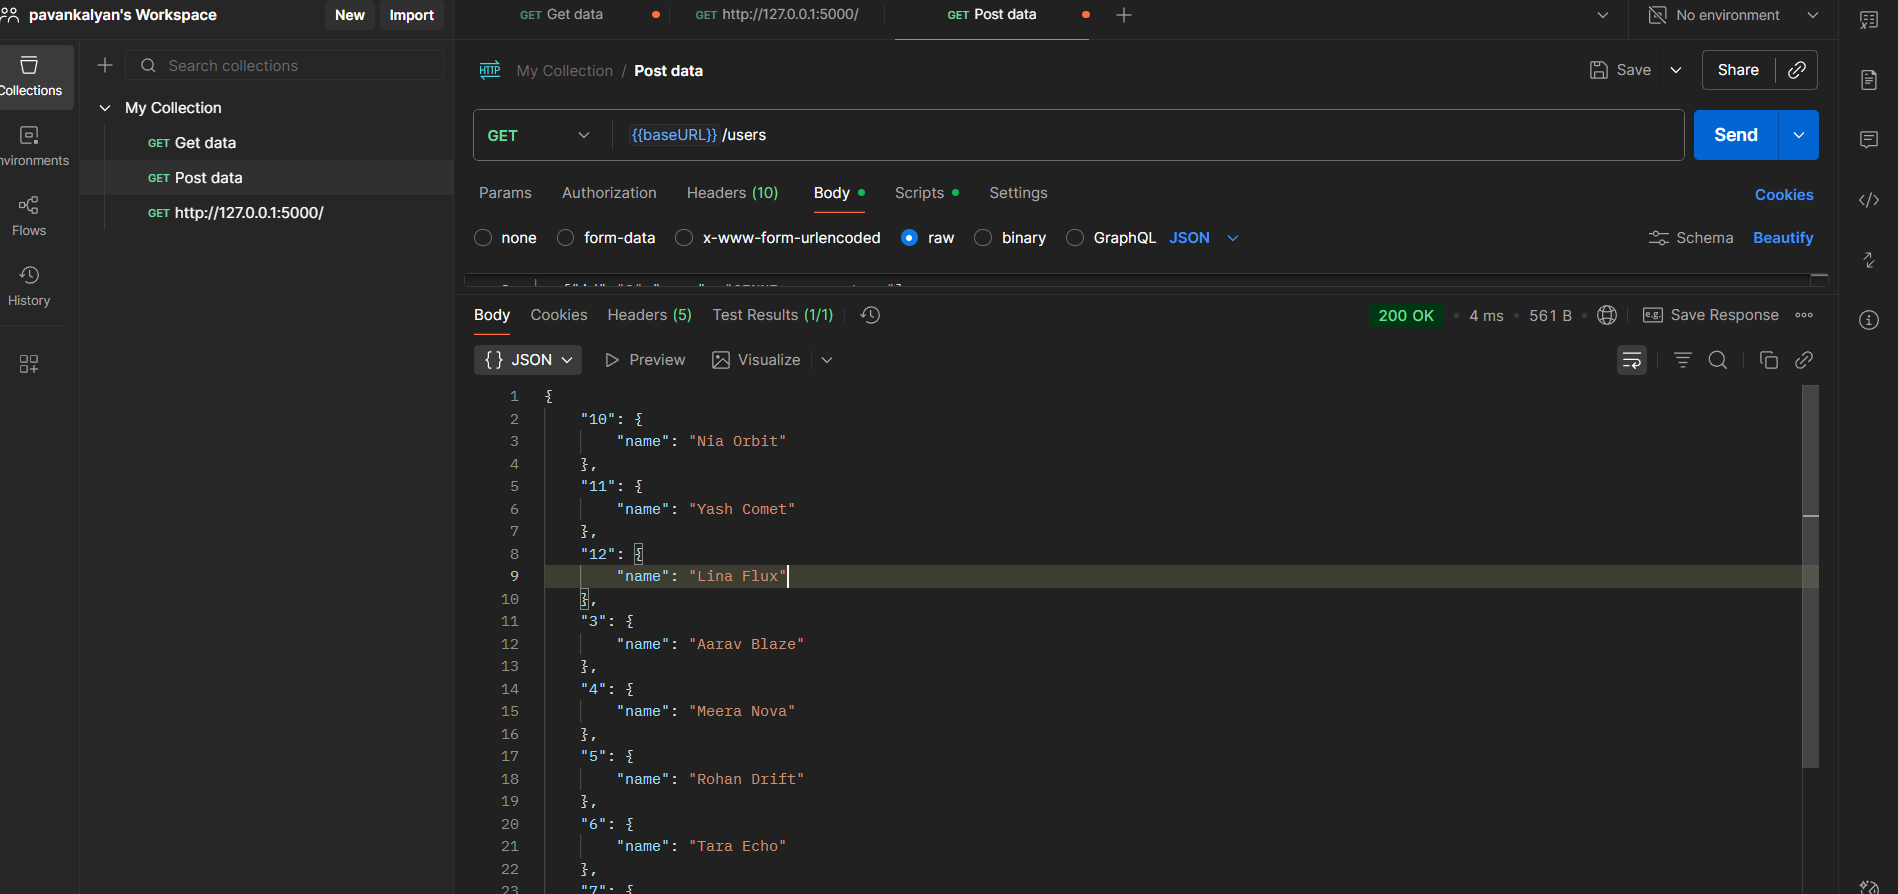 pavankalyan's Workspace
New
Import
GET Get data
GET http://127.0.0.1:5000/
GET Post data
No environment
Collections
Search collections
My Collection / Post data
Save
Share
My Collection
GET {{baseURL}}/users
Send
GET Get data
nvironments
GET Post data
Params Authorization Headers (10) Body Scripts Settings
Cookies
Flows
GET http://127.0.0.1:5000/
none form-data x-www-form-urlencoded raw binary GraphQL JSON
Schema Beautify
History
Body Cookies Headers (5) Test Results (1/1)
200 OK 4 ms 561 B
e.g. Save Response
{} JSON Preview Visualize
1 {
2 "10": {
3 "name": "Nia Orbit"
4 },
5 "11": {
6 "name": "Yash Comet"
7 },
8 "12": {
9 "name": "Lina Flux"
10 },
11 "3": {
12 "name": "Aarav Blaze"
13 },
14 "4": {
15 "name": "Meera Nova"
16 },
17 "5": {
18 "name": "Rohan Drift"
19 },
20 "6": {
21 "name": "Tara Echo"
22 },
23 "7": {